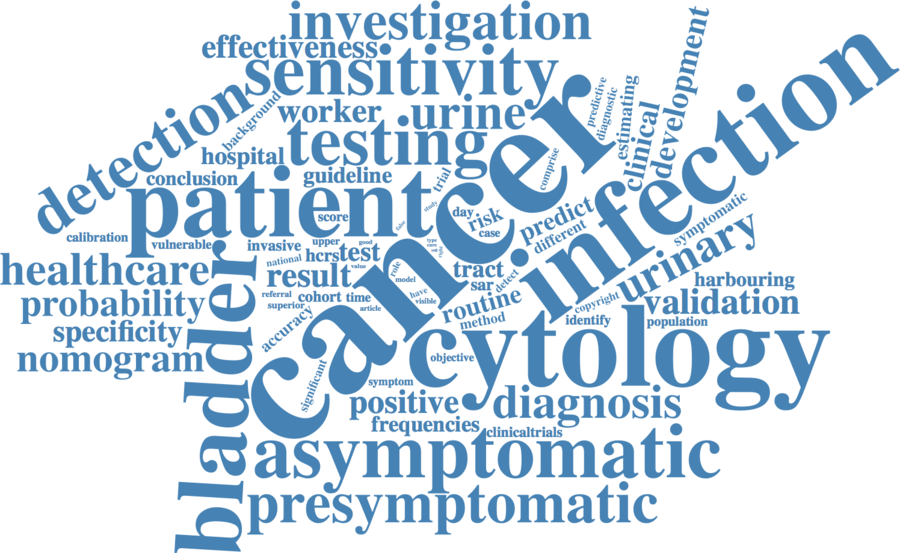 investigation
effectiveness
sensitivity
development
predictive
diagnostic
estimating
clinical
detection
background
worker
urine
testing
cancer
infection
hospital
guideline
conclusion
trial
comprise
patient
score
study
false
day
risk
case
predict
different
symptomatic
urinary
calibration
vulnerable
invasive
upper
good
type
national
hcrs
test
value
healthcare
bladder
result
role
model
tract
sar
detect
harbouring
probability
referral
cohort
time
have
visible
routine
copyright
validation
superior
article
specificity
accuracy
method
identify
population
nomogram
cytology
objective
significant
symptom
positive
diagnosis
frequencies
clinicaltrials
asymptomatic
presymptomatic